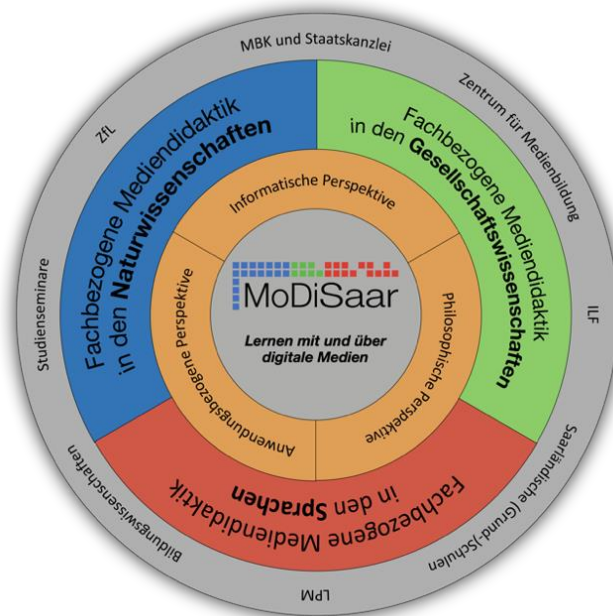 MBK und Staatskanzlei
Zentrum für Medienbildung
ILF
Saarländische (Grund-)Schulen
LPM
Bildungswissenschaften
Studienseminare
ZfL
Fachbezogene Mediendidaktik
in den Naturwissenschaften
Fachbezogene Mediendidaktik
in den Gesellschaftswissenschaften
Fachbezogene Mediendidaktik
in den Sprachen
Informatische Perspektive
Philosophische Perspektive
Anwendungsbezogene Perspektive
MoDiSaar
Lernen mit und über
digitale Medien